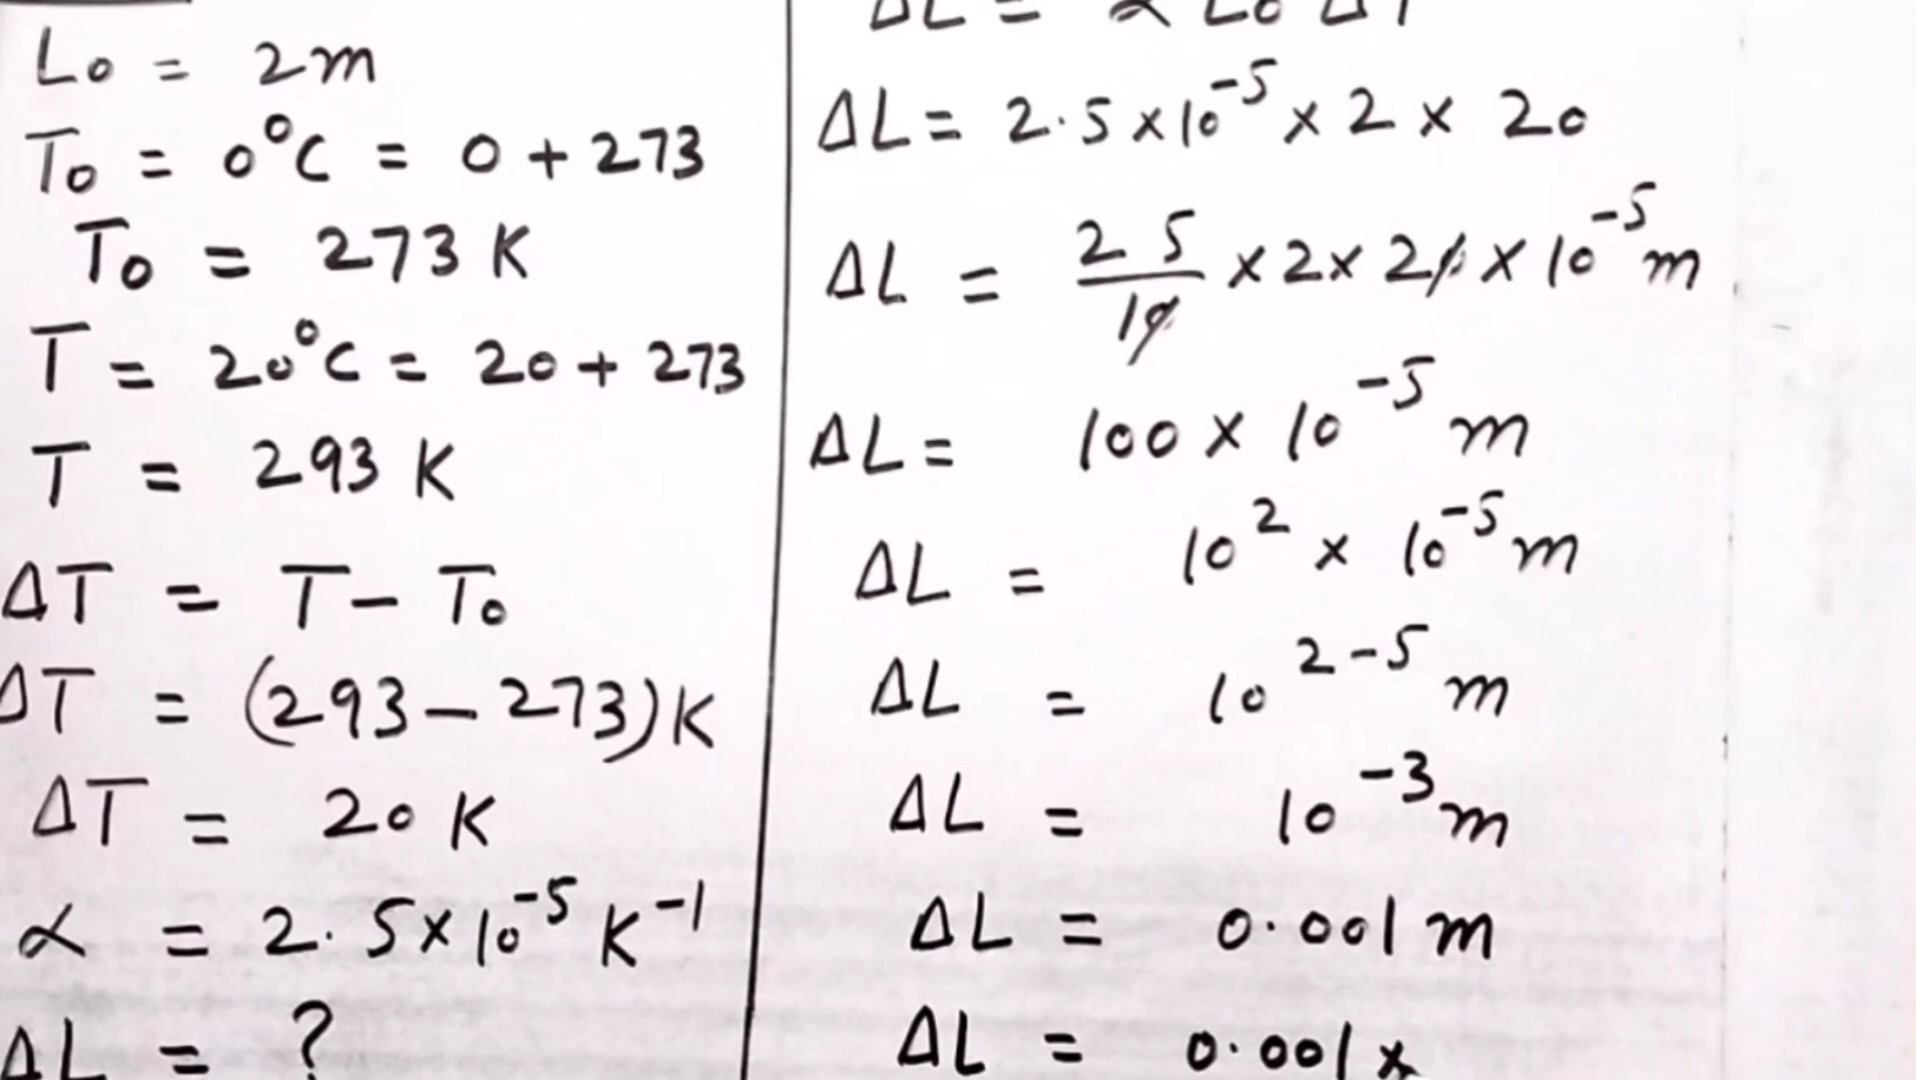 L₀ = 2m
T₀ = 0°C = 0 + 273
T₀ = 273 K
T = 20°C = 20 + 273
T = 293 K
ΔT = T - T₀
ΔT = (293 - 273) K
ΔT = 20 K
α = 2.5 × 10⁻⁵ K⁻¹
ΔL = ?
ΔL = α L₀ ΔT
ΔL = 2.5 × 10⁻⁵ × 2 × 20
ΔL = 25/10 × 2 × 20 × 10⁻⁵ m
ΔL = 100 × 10⁻⁵ m
ΔL = 10² × 10⁻⁵ m
ΔL = 10²⁻⁵ m
ΔL = 10⁻³ m
ΔL = 0.001 m
ΔL = 0.001 ×